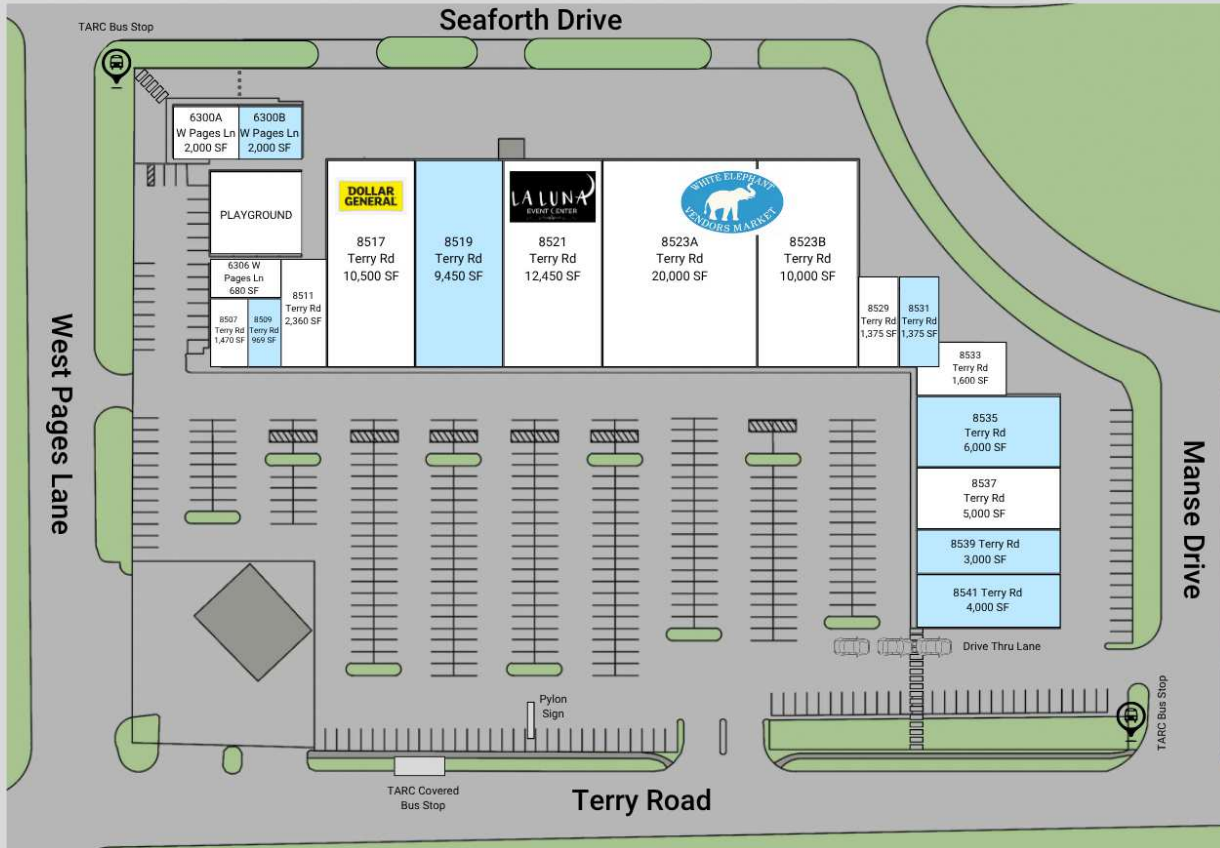 Seaforth Drive
TARC Bus Stop
6300A
W Pages Ln
2,000 SF
6300B
W Pages Ln
2,000 SF
PLAYGROUND
6306 W
Pages Ln
680 SF
8507
Terry Rd
1,470 SF
8509
Terry Rd
969 SF
8511
Terry Rd
2,360 SF
DOLLAR
GENERAL
8517
Terry Rd
10,500 SF
8519
Terry Rd
9,450 SF
LA LUNA
EVENT CENTER
8521
Terry Rd
12,450 SF
WHITE ELEPHANT
VENDORS MARKET
8523A
Terry Rd
20,000 SF
8523B
Terry Rd
10,000 SF
8529
Terry Rd
1,375 SF
8531
Terry Rd
1,375 SF
8533
Terry Rd
1,600 SF
8535
Terry Rd
6,000 SF
8537
Terry Rd
5,000 SF
8539 Terry Rd
3,000 SF
8541 Terry Rd
4,000 SF
West Pages Lane
Manse Drive
Drive Thru Lane
Pylon
Sign
TARC Bus Stop
TARC Covered
Bus Stop
Terry Road